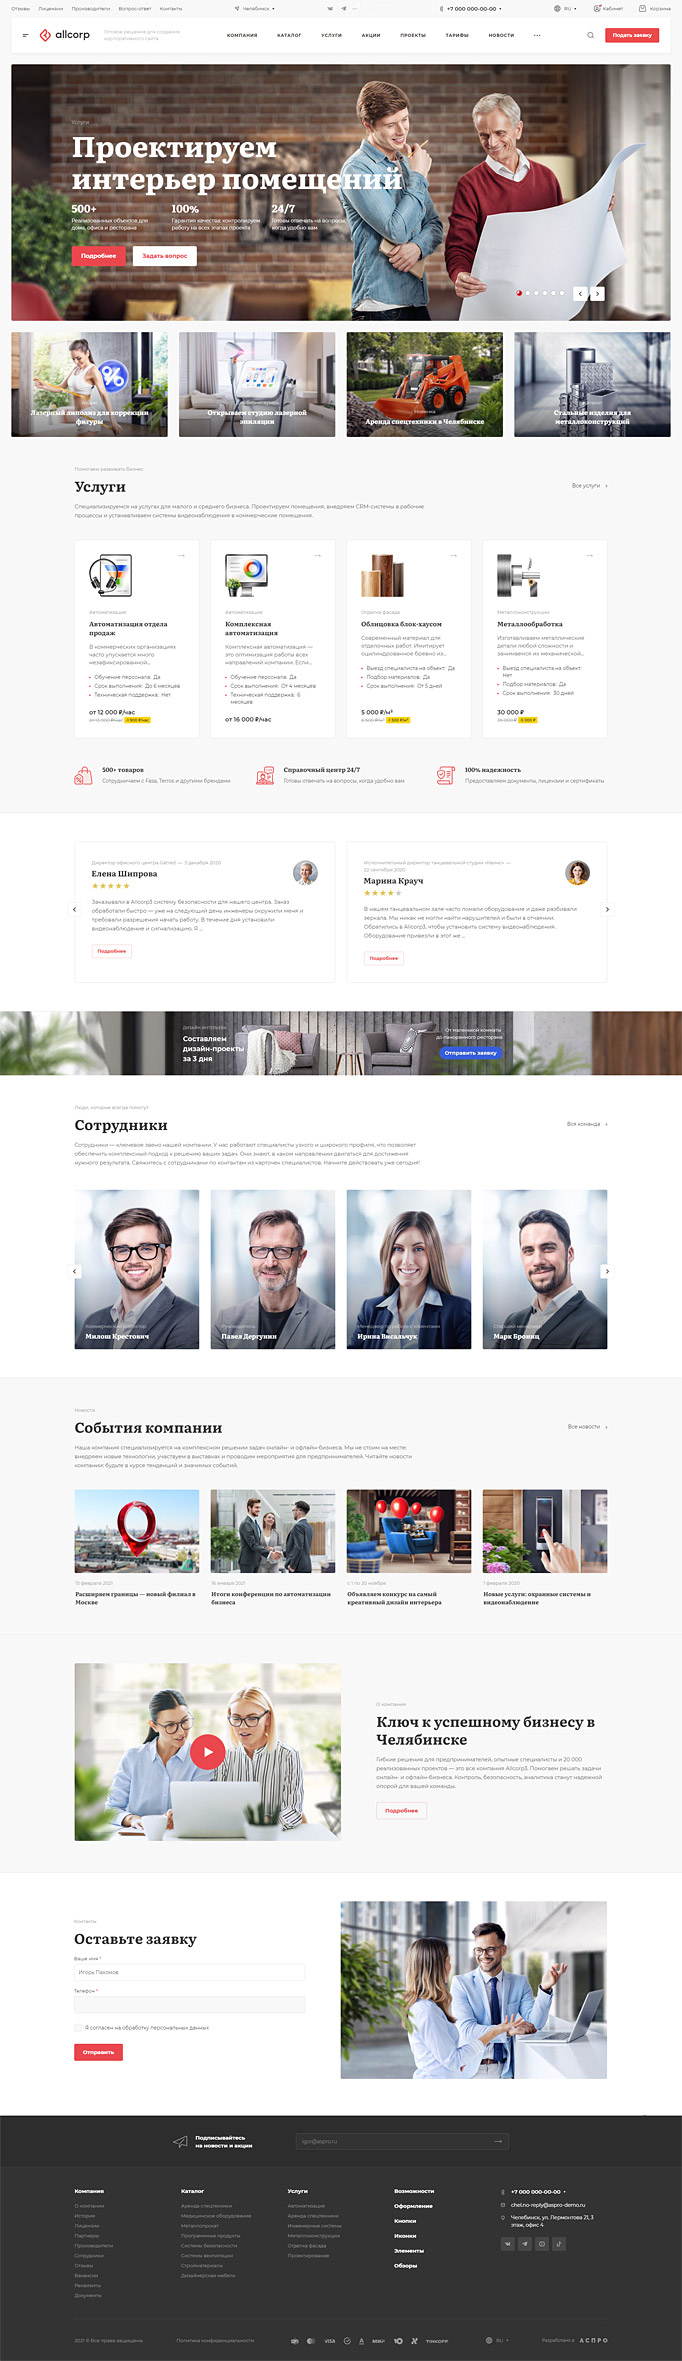 Отзывы Лицензии Производители Вопрос-ответ Контакты Челябинск +7 000 000-00-00 RU Кабинет Корзина
allcorp Готовое решение для создания
корпоративного сайта
КОМПАНИЯ КАТАЛОГ УСЛУГИ АКЦИИ ПРОЕКТЫ ТАРИФЫ НОВОСТИ ••• Подать заявку
Услуги
Проектируем
интерьер помещений
500+ 100% 24/7
Реализованных объектов для Гарантия качества: контролируем Готовы отвечать на вопросы,
дома, офиса и ресторана работу на всех этапах проекта когда удобно вам
Подробнее Задать вопрос
Лазерный липолиз для коррекции
фигуры
Открываем студию лазерной
эпиляции
Новинка
Аренда спецтехники в Челябинске
Стальные изделия для
металлоконструкций
Помогаем развивать бизнес
Услуги Все услуги
Специализируемся на услугах для малого и среднего бизнеса. Проектируем помещения, внедряем CRM-системы в рабочие
процессы и устанавливаем системы видеонаблюдения в коммерческие помещения.
Автоматизация
Автоматизация отдела
продаж
В коммерческих организациях
часто упускается много
незафиксированной...
Обучение персонала: Да
Срок выполнения: До 6 месяцев
Техническая поддержка: Нет
от 12 000 ₽/час
от 13 900 ₽/час -1 900 ₽/час
Автоматизация
Комплексная
автоматизация
Комплексная автоматизация —
это оптимизация работы всех
направлений компании. Если...
Обучение персонала: Да
Срок выполнения: От 4 месяцев
Техническая поддержка: 6
месяцев
от 16 000 ₽/час
Отделка фасада
Облицовка блок-хаусом
Современный материал для
отделочных работ. Имитирует
оцилиндрованное бревно из...
Выезд специалиста на объект: Да
Подбор материалов: Да
Срок выполнения: От 5 дней
5 000 ₽/м²
6 500 ₽/м² -1 500 ₽/м²
Металлоконструкции
Металлообработка
Изготавливаем металлические
детали любой сложности и
занимаемся их механической...
Выезд специалиста на объект:
Нет
Подбор материалов: Да
Срок выполнения: 30 дней
30 000 ₽
35 000 ₽ -5 000 ₽
500+ товаров
Сотрудничаем с Fasa, Terros и другими брендами
Справочный центр 24/7
Готовы отвечать на вопросы, когда удобно вам
100% надежность
Предоставляем документы, лицензии и сертификаты
Директор офисного центра Gatried — 3 декабря 2020
Елена Шипрова
Заказывали в Allcorp3 систему безопасности для нашего центра. Заказ
обработали быстро — уже на следующий день инженеры окружили меня и
требовали разрешения начать работу. В течение дня установили
видеонаблюдение и сигнализацию. Я ...
Подробнее
Исполнительный директор танцевальной студии «Квинс» —
22 сентября 2020
Марина Крауч
В нашем танцевальном зале часто ломали оборудование и даже разбивали
зеркала. Мы никак не могли найти нарушителей и были в отчаянии.
Обратились в Allcorp3, чтобы установить систему видеонаблюдения.
Оборудование привезли в этот же ...
Подробнее
ДИЗАЙН ИНТЕРЬЕРА
Составляем
дизайн-проекты
за 3 дня
От маленькой комнаты
до панорамного ресторана
Отправить заявку
Люди, которые всегда помогут
Сотрудники Вся команда
Сотрудники — ключевое звено нашей компании. У нас работают специалисты узкого и широкого профиля, что позволяет
обеспечить комплексный подход к решению ваших задач. Они знают, в каком направлении двигаться для достижения
нужного результата. Свяжитесь с сотрудниками по контактам из карточек специалистов. Начните действовать уже сегодня!
Коммерческий директор
Милош Крестович
Руководитель
Павел Дергунин
Менеджер по работе с клиентами
Ирина Висальчук
Старший менеджер
Марк Брониц
Новости
События компании Все новости
Наша компания специализируется на комплексном решении задач онлайн- и офлайн-бизнеса. Мы не стоим на месте:
внедряем новые технологии, участвуем в выставках и проводим мероприятия для предпринимателей. Читайте новости
компании: будьте в курсе тенденций и значимых событий.
15 февраля 2021
Расширяем границы — новый филиал в
Москве
16 января 2021
Итоги конференции по автоматизации
бизнеса
с 1 по 20 ноября
Объявляем конкурс на самый
креативный дизайн интерьера
1 февраля 2020
Новые услуги: охранные системы и
видеонаблюдение
О компании
Ключ к успешному бизнесу в
Челябинске
Гибкие решения для предпринимателей, опытные специалисты и 20 000
реализованных проектов — это все компания Allcorp3. Помогаем решать задачи
онлайн- и офлайн-бизнеса. Контроль, безопасность, аналитика станут надежной
опорой для вашей команды.
Подробнее
Контакты
Оставьте заявку
Ваше имя *
Игорь Пахомов
Телефон *
Я согласен на обработку персональных данных
Отправить
Подписывайтесь
на новости и акции
igor@aspro.ru
Компания
О компании
История
Лицензии
Партнеры
Производители
Сотрудники
Отзывы
Вакансии
Реквизиты
Документы
Каталог
Аренда спецтехники
Медицинское оборудование
Металлопрокат
Программные продукты
Системы безопасности
Системы вентиляции
Стройматериалы
Дизайнерская мебель
Услуги
Автоматизация
Аренда спецтехники
Инженерные системы
Металлоконструкции
Отделка фасада
Проектирование
Возможности
Оформление
Кнопки
Иконки
Элементы
Обзоры
+7 000 000-00-00
chel.no-reply@aspro-demo.ru
Челябинск, ул. Лермонтова 21, 3
этаж, офис 4
2021 © Все права защищены Политика конфиденциальности VISA МИР ТИНКОФФ RU Разработано в АСПРО